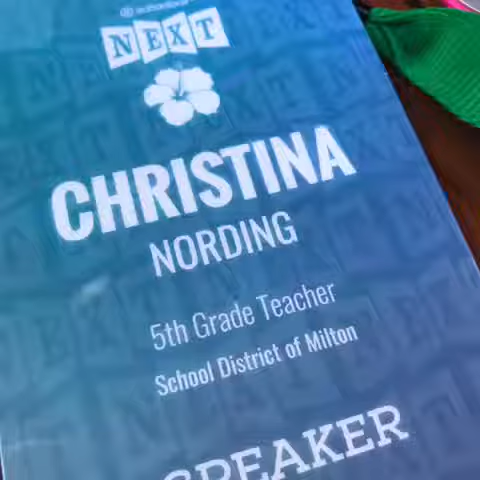 NEXT
CHRISTINA
NORDING
5th Grade Teacher
School District of Milton
SPEAKER